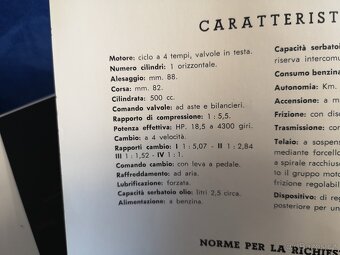 CARATTERIST
Motore: ciclo a 4 tempi, valvole in testa.
Numero cilindri: 1 orizzontale.
Alesaggio: mm. 88.
Corsa: mm. 82.
Cilindrata: 500 cc.
Comando valvole: ad aste e bilancieri.
Rapporto di compressione: 1 : 5,5.
Potenza effettiva: HP. 18,5 a 4300 giri.
Cambio: a 4 velocità.
Rapporti cambio: I 1 : 5,07 - II 1 : 2,84
III 1 : 1,52 - IV 1 : 1.
Comando cambio: con leva a pedale.
Raffreddamento: ad aria.
Lubrificazione: forzata.
Capacità serbatoio olio: litri 2,5 circa.
Alimentazione: a benzina.
Capacità serbatoio
riserva intercomu
Consumo benzina
Autonomia: Km.
Accensione: a m
Frizione: con disc
Trasmissione: con
Telaio: a sospens
mediante forcello
a spirale racchius
to il gruppo moto
frizione regolabil
Dispositivo: di reg
posteriore per un
NORME PER LA RICHIES